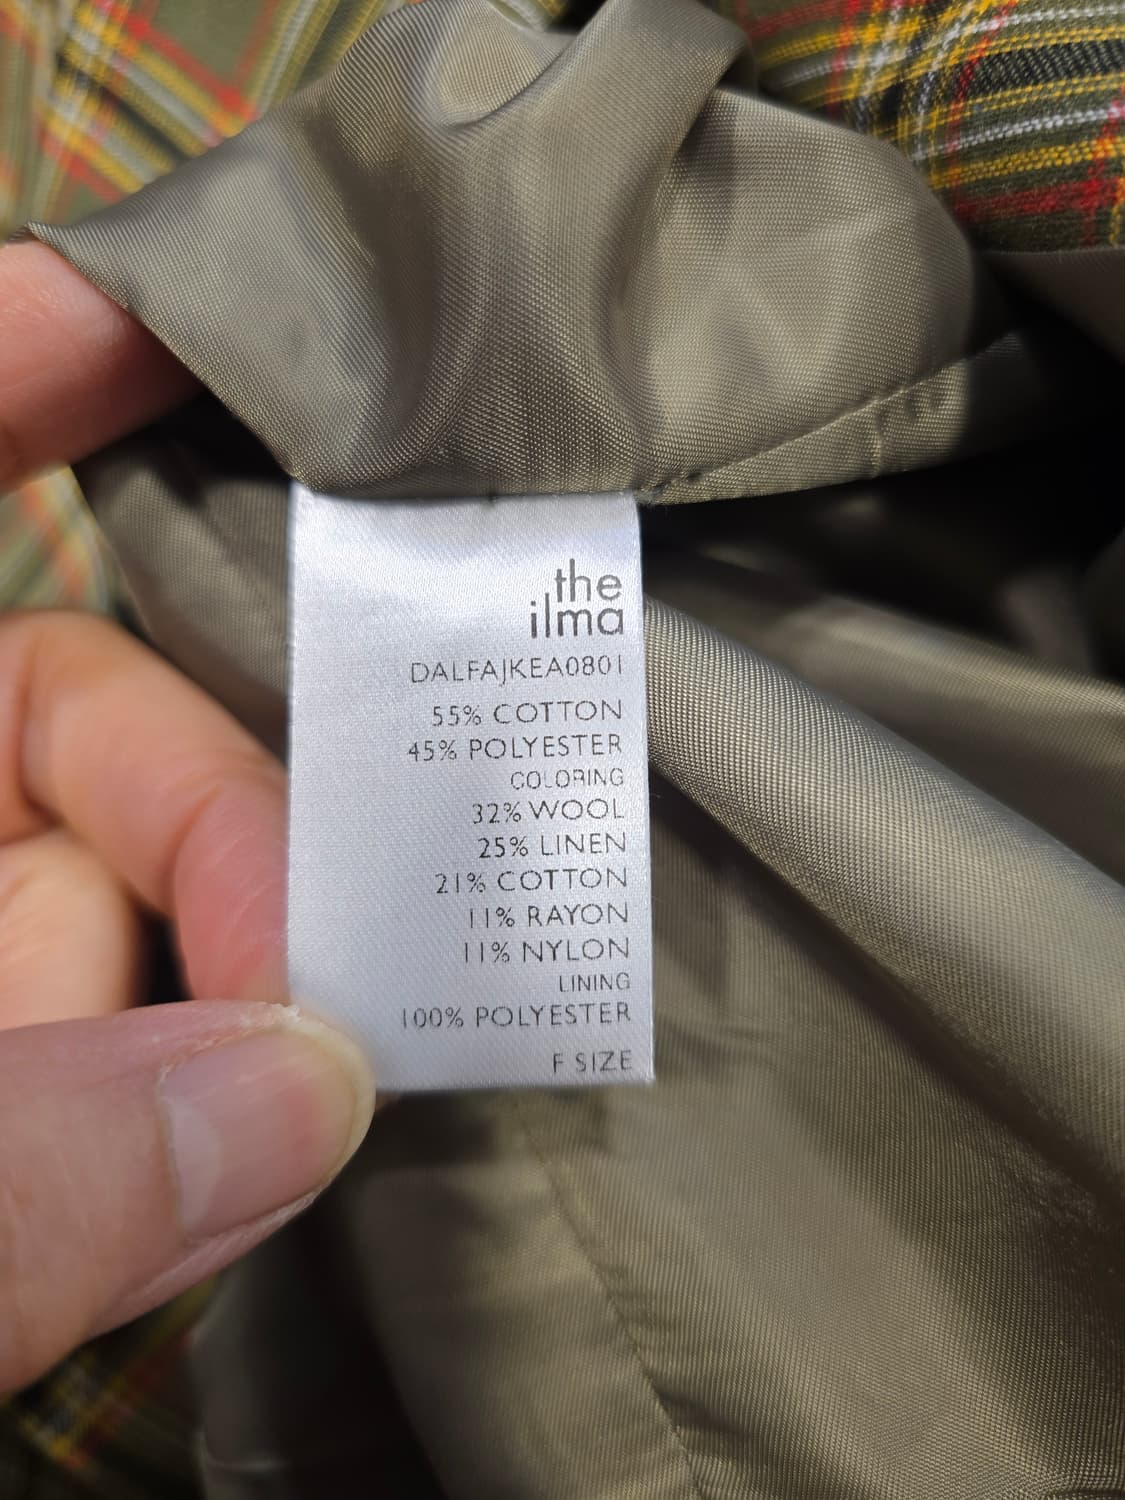 the
ilma
DALFAJKEA0801
55% COTTON
45% POLYESTER
COLORING
32% WOOL
25% LINEN
21% COTTON
11% RAYON
11% NYLON
LINING
100% POLYESTER
F SIZE